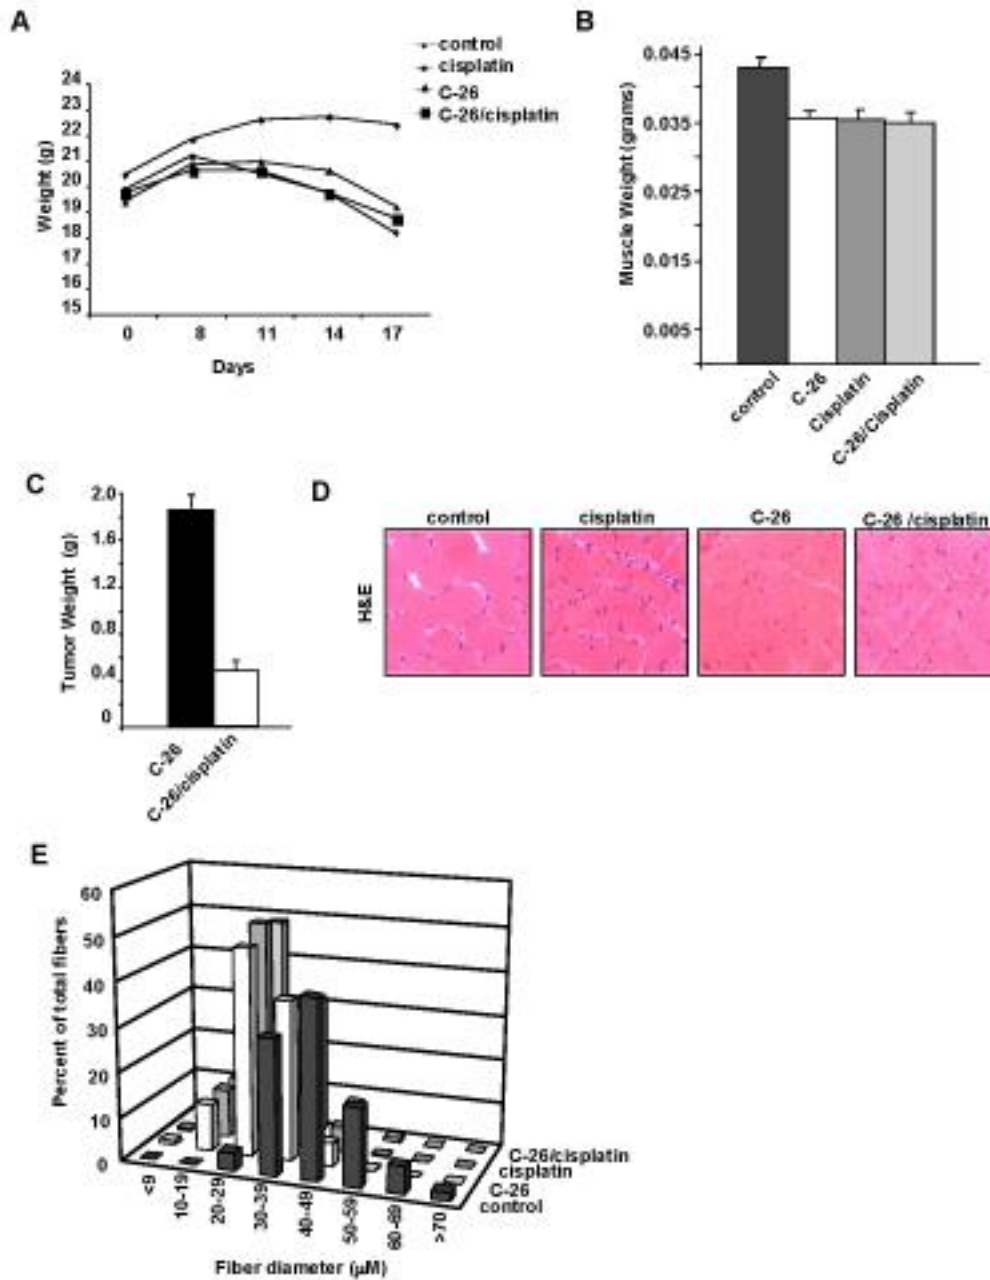 A
control
cisplatin
C-26
C-26/cisplatin
24
23
22
21
20
19
18
17
16
15
Weight (g)
0 8 11 14 17
Days
B
0.045
0.035
0.025
0.015
0.005
Muscle Weight (grams)
control
C-26
Cisplatin
C-26/Cisplatin
C
2.0
1.6
1.2
0.8
0.4
0
Tumor Weight (g)
C-26
C-26/cisplatin
D
control cisplatin C-26 C-26 /cisplatin
H&E
E
60
50
40
30
20
10
0
Percent of total fibers
<9
10-19
20-29
30-39
40-49
50-59
60-69
>70
C-26/cisplatin
cisplatin
C-26
control
Fiber diameter (µM)